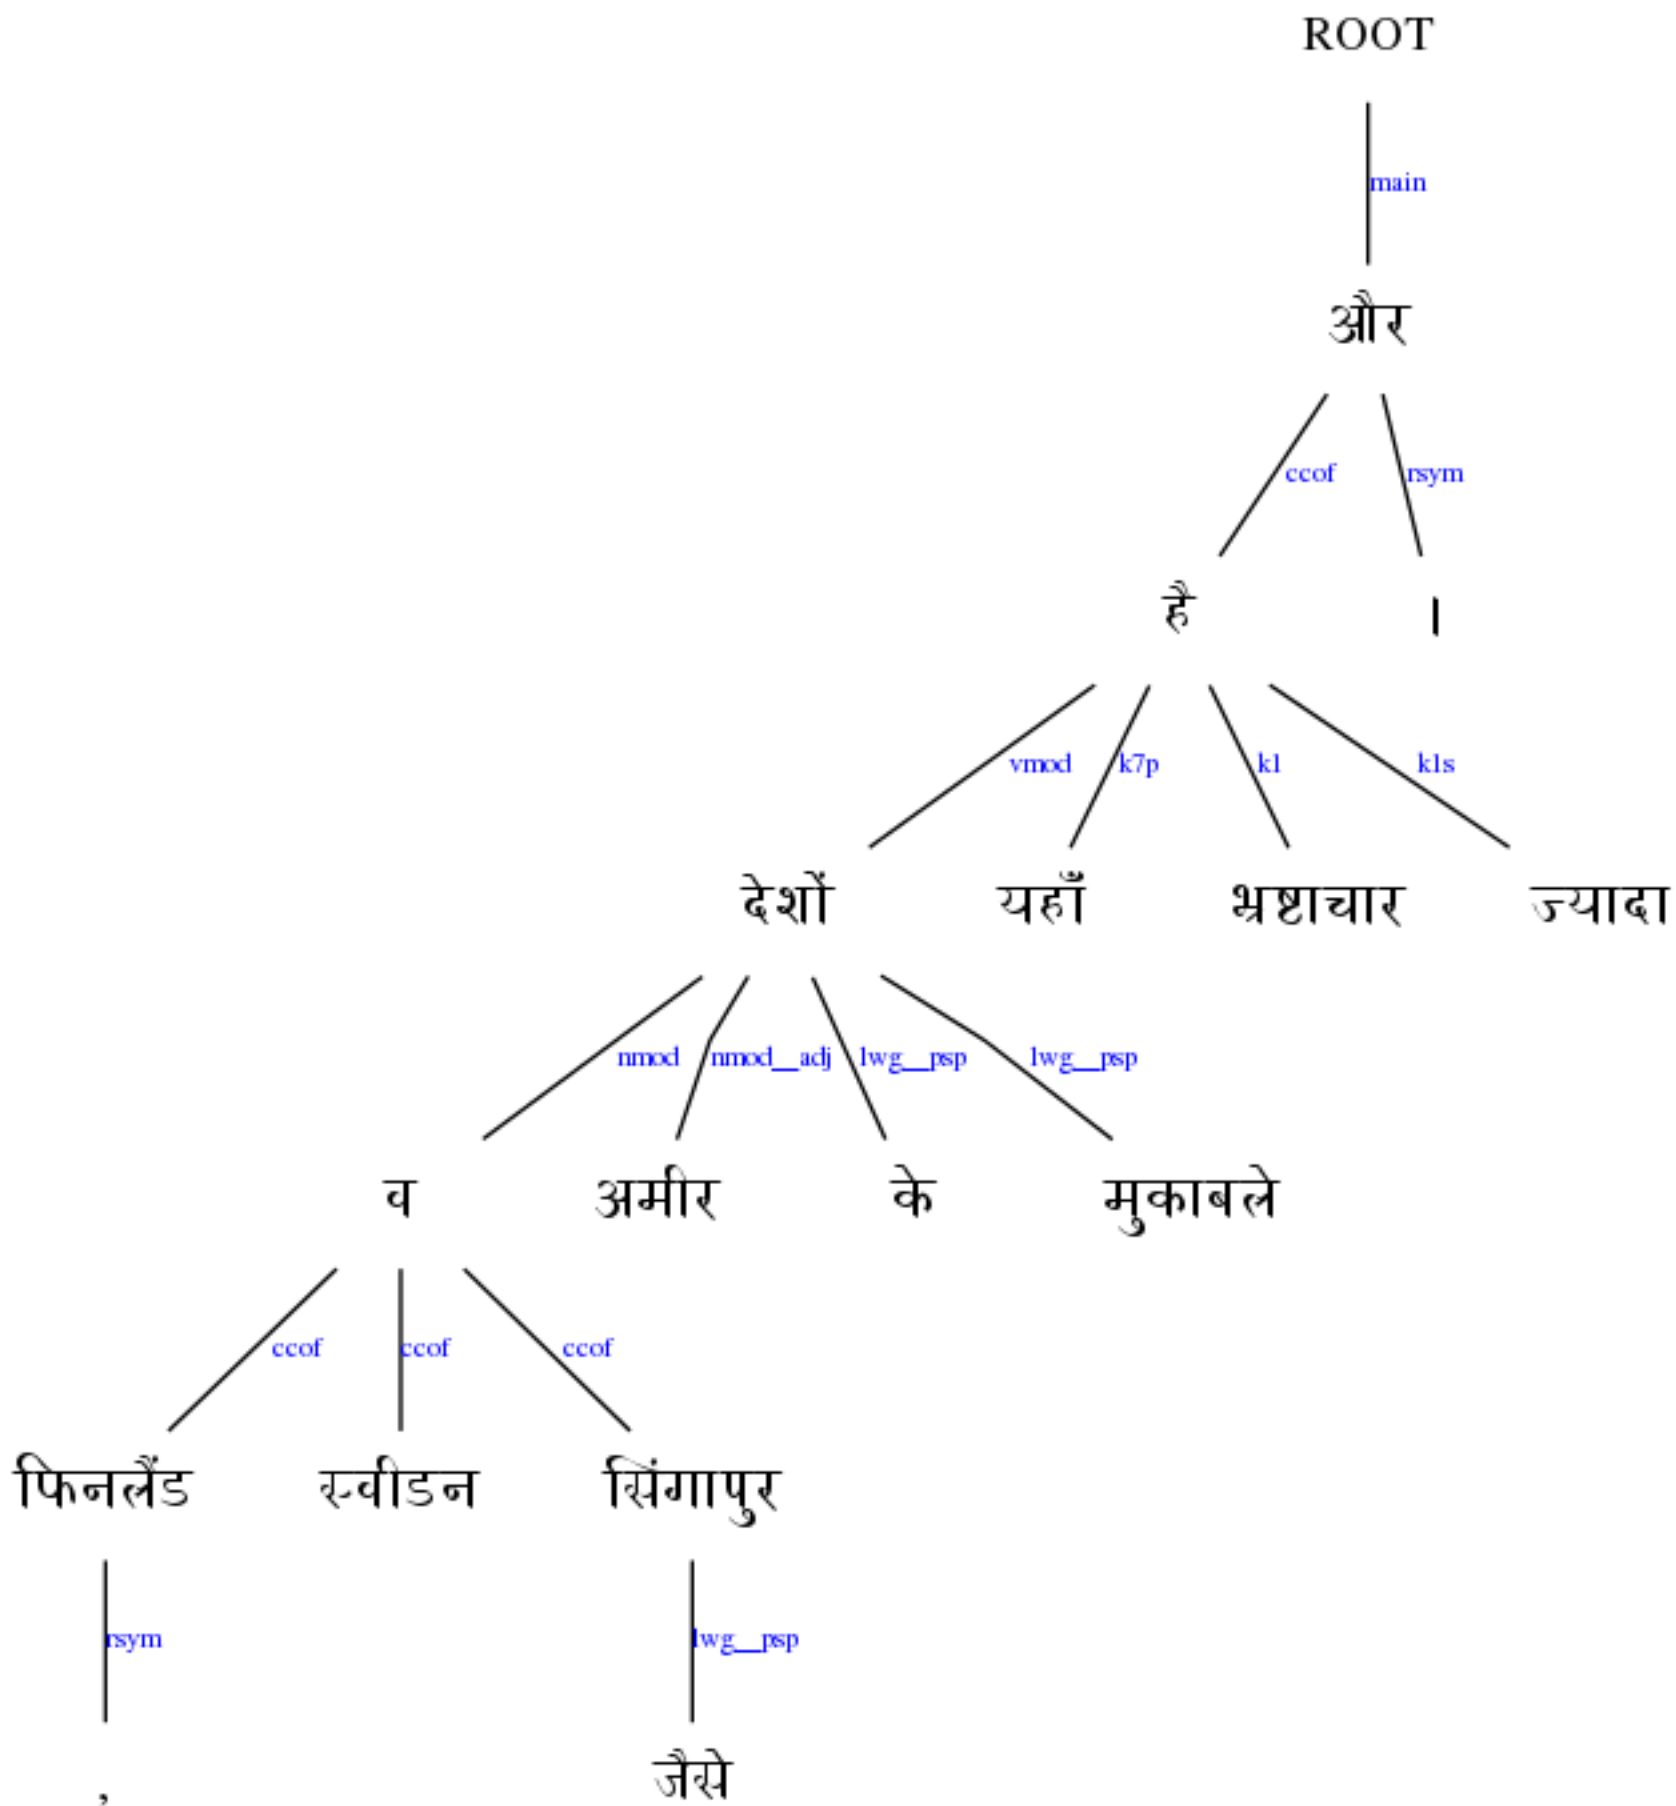 ROOT
main
और
ccof rsym
है ।
vmod k7p k1 k1s
देशों यहाँ भ्रष्टाचार ज्यादा
nmod nmod__adj lwg__psp lwg__psp
व अमीर के मुकाबले
ccof ccof ccof
फिनलैंड स्वीडन सिंगापुर
rsym lwg__psp
, जैसे